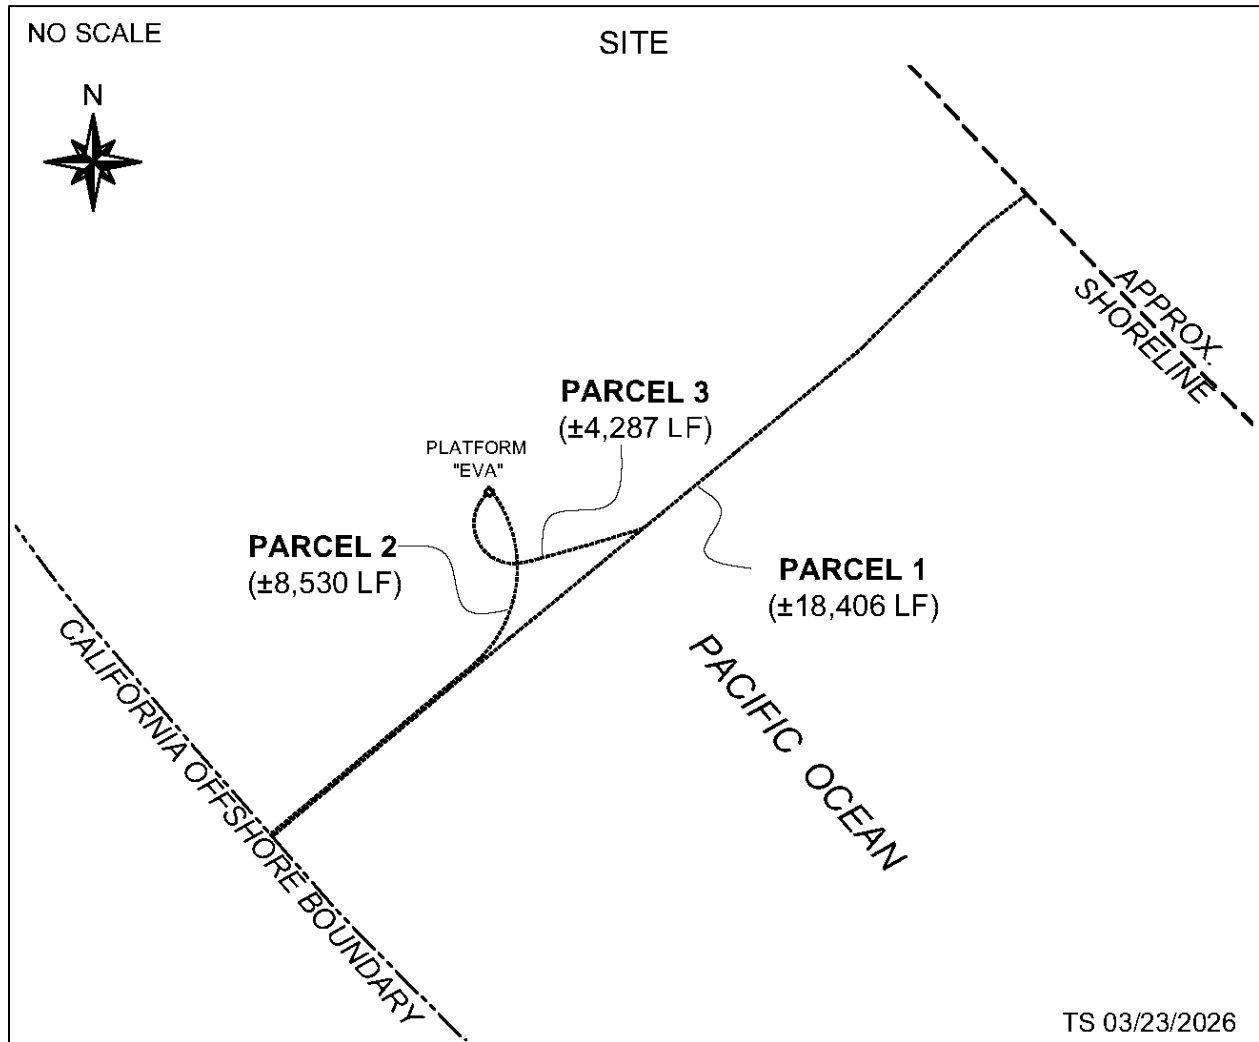 NO SCALE
SITE
N
APPROX.
SHORELINE
PARCEL 3
(±4,287 LF)
PLATFORM
"EVA"
PARCEL 2
(±8,530 LF)
PARCEL 1
(±18,406 LF)
PACIFIC OCEAN
CALIFORNIA OFFSHORE BOUNDARY
TS 03/23/2026